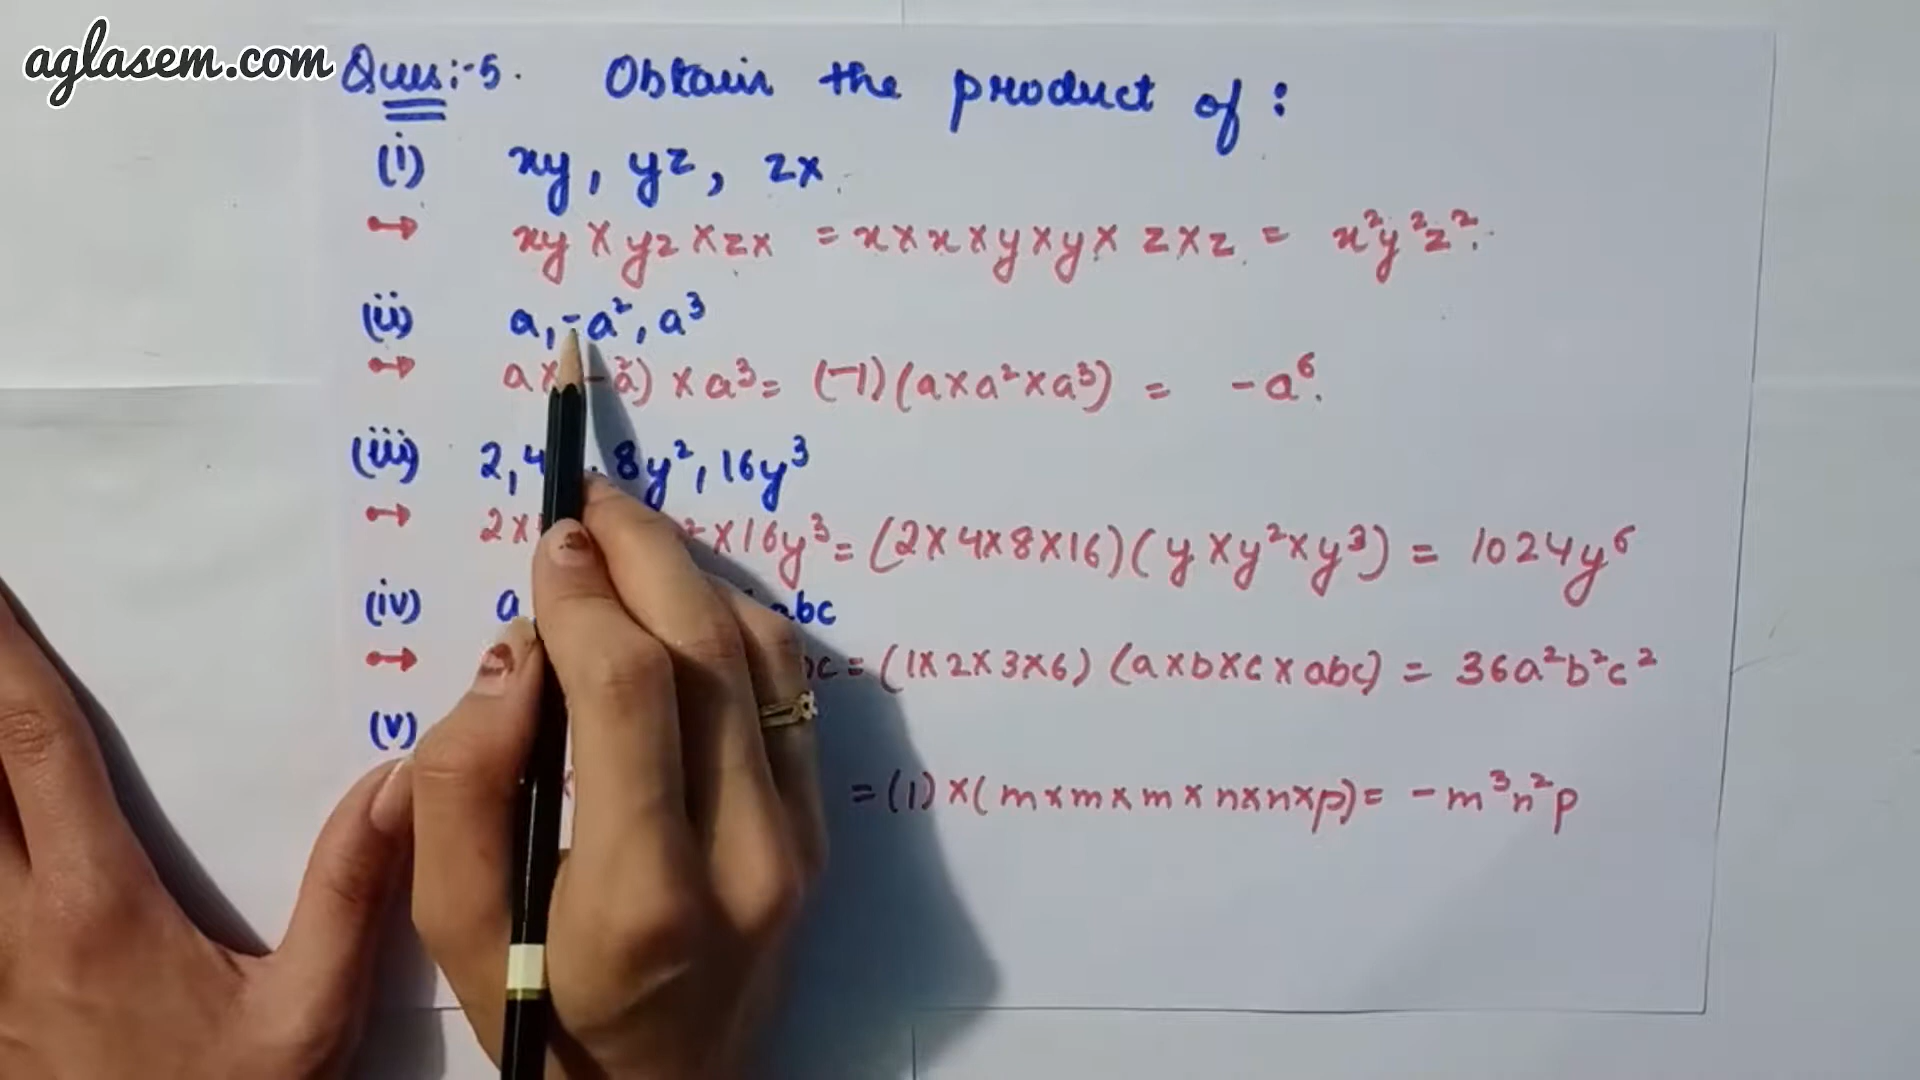 aglasem.com
Ques:-5. Obtain the product of :
(i) xy, yz, zx.
→ xy × yz × zx = x × x × y × y × z × z = x²y²z².
(ii) a, -a², a³
→ a × -a²) × a³ = (-1)(a × a² × a³) = -a⁶.
(iii) 2, 4 8y², 16y³
→ 2 × × 16y³ = (2 × 4 × 8 × 16)(y × y² × y³) = 1024y⁶
(iv) a abc
→ c = (1 × 2 × 3 × 6) (a × b × c × abc) = 36a²b²c²
(v)
= (1) × (m × m × m × n × n × p) = -m³n²p